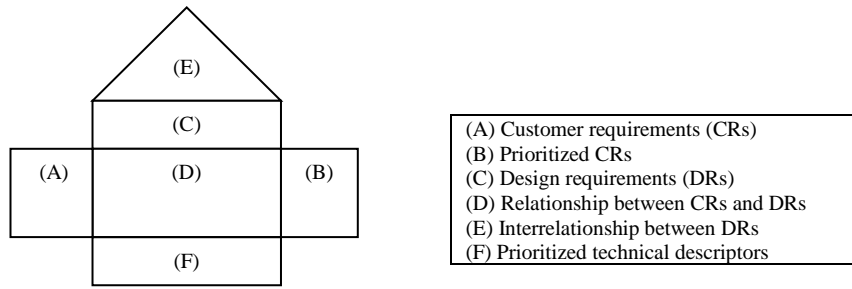 (E)
(C)
(A) (D) (B)
(F)
(A) Customer requirements (CRs)
(B) Prioritized CRs
(C) Design requirements (DRs)
(D) Relationship between CRs and DRs
(E) Interrelationship between DRs
(F) Prioritized technical descriptors